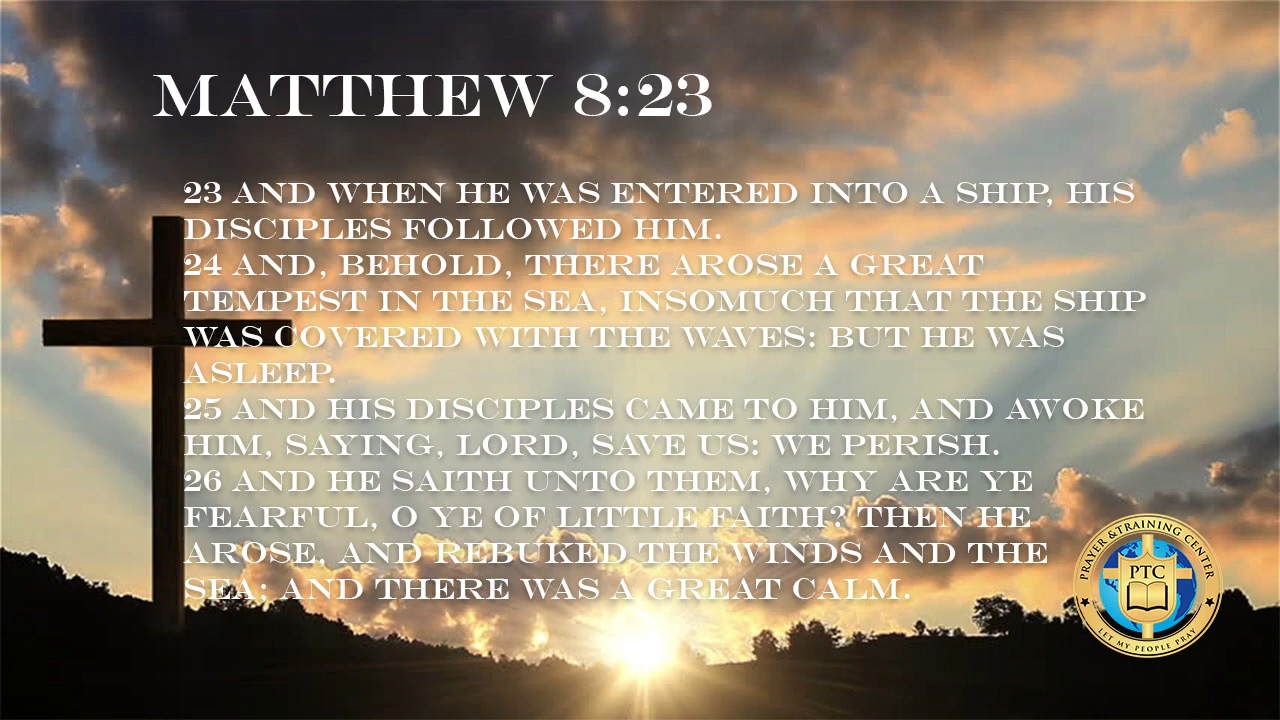 MATTHEW 8:23
23 AND WHEN HE WAS ENTERED INTO A SHIP, HIS
DISCIPLES FOLLOWED HIM.
24 AND, BEHOLD, THERE AROSE A GREAT
TEMPEST IN THE SEA, INSOMUCH THAT THE SHIP
WAS COVERED WITH THE WAVES: BUT HE WAS
ASLEEP.
25 AND HIS DISCIPLES CAME TO HIM, AND AWOKE
HIM, SAYING, LORD, SAVE US: WE PERISH.
26 AND HE SAITH UNTO THEM, WHY ARE YE
FEARFUL, O YE OF LITTLE FAITH? THEN HE
AROSE, AND REBUKED THE WINDS AND THE
SEA; AND THERE WAS A GREAT CALM.
PRAYER & TRAINING CENTER
PTC
LET MY PEOPLE PRAY